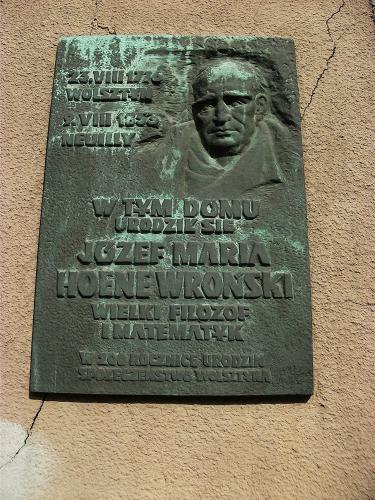 23.VIII 1776
WOLSZTYN
9.VIII 1853
NEUILLY
W TYM DOMU
URODZIŁ SIĘ
JÓZEF MARIA
HOENE WROŃSKI
WIELKI FILOZOF
I MATEMATYK
W 200 ROCZNICĘ URODZIN
SPOŁECZEŃSTWO WOLSZTYNA